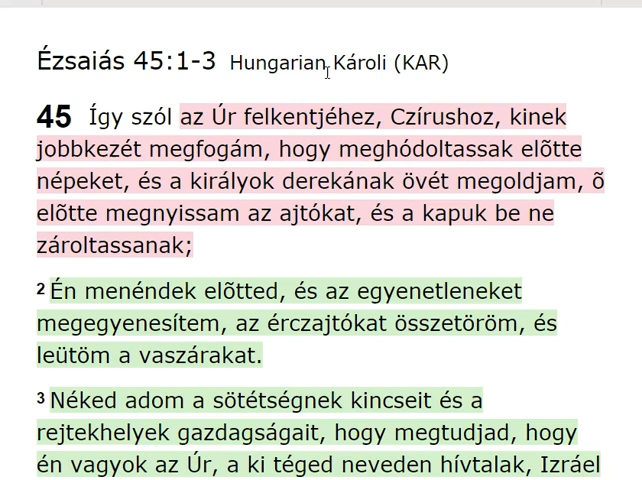 Ézsaiás 45:1-3 Hungarian Károli (KAR)
45 Így szól az Úr felkentjéhez, Czírushoz, kinek
jobbkezét megfogám, hogy meghódoltassak elõtte
népeket, és a királyok derekának övét megoldjam, õ
elõtte megnyissam az ajtókat, és a kapuk be ne
zároltassanak;
2 Én menéndek elõtted, és az egyenetleneket
megegyenesítem, az érczajtókat összetöröm, és
leütöm a vaszárakat.
3 Néked adom a sötétségnek kincseit és a
rejtekhelyek gazdagságait, hogy megtudjad, hogy
én vagyok az Úr, a ki téged neveden hívtalak, Izráel